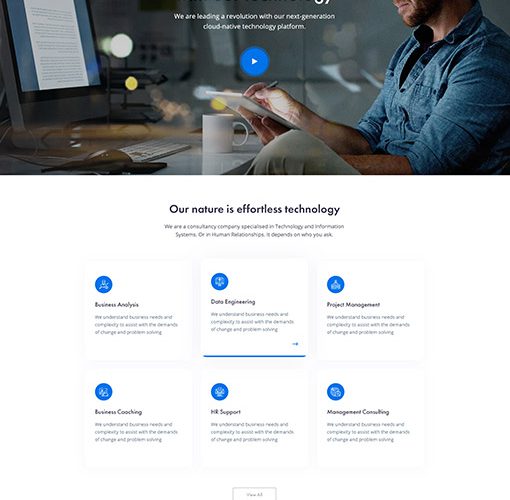 We are leading a revolution with our next-generation
cloud-native technology platform.
Our nature is effortless technology
We are a consultancy company specialised in Technology and Information
Systems. Or in Human Relationships. It depends on who you ask.
Business Analysis
We understand business needs and
complexity to assist with the demands
of change and problem solving
Data Engineering
We understand business needs and
complexity to assist with the demands
of change and problem solving
→
Project Management
We understand business needs and
complexity to assist with the demands
of change and problem solving
Business Coaching
We understand business needs and
complexity to assist with the demands
of change and problem solving
HR Support
We understand business needs and
complexity to assist with the demands
of change and problem solving
Management Consulting
We understand business needs and
complexity to assist with the demands
of change and problem solving
View All